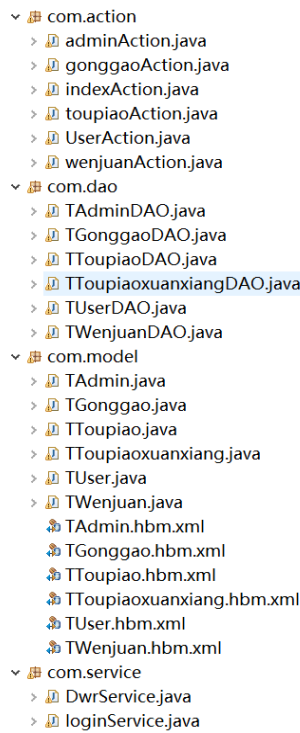 com.action
adminAction.java
gonggaoAction.java
indexAction.java
toupiaoAction.java
UserAction.java
wenjuanAction.java
com.dao
TAdminDAO.java
TGonggaoDAO.java
TToupiaoDAO.java
TToupiaoxuanxiangDAO.java
TUserDAO.java
TWenjuanDAO.java
com.model
TAdmin.java
TGonggao.java
TToupiao.java
TToupiaoxuanxiang.java
TUser.java
TWenjuan.java
TAdmin.hbm.xml
TGonggao.hbm.xml
TToupiao.hbm.xml
TToupiaoxuanxiang.hbm.xml
TUser.hbm.xml
TWenjuan.hbm.xml
com.service
DwrService.java
loginService.java